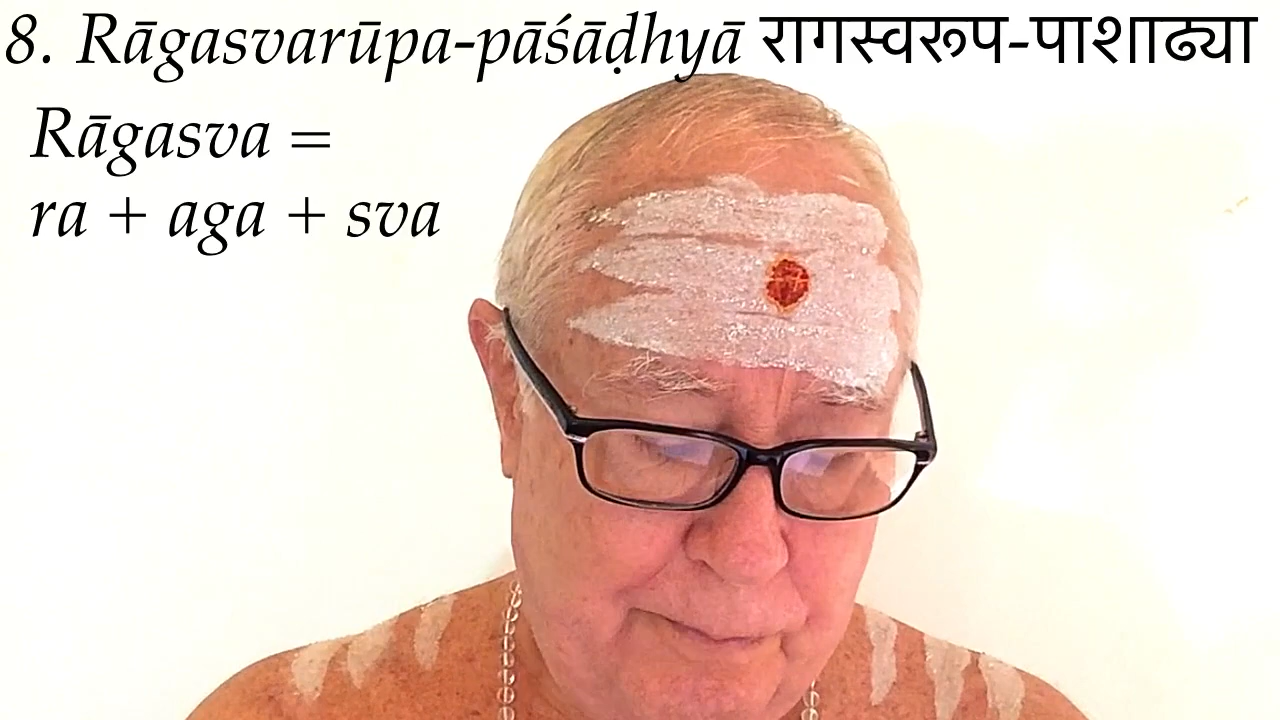 8. Rāgasvarūpa-pāśāḍhyā रागस्वरूप-पाशाढ्या
Rāgasva =
ra + aga + sva